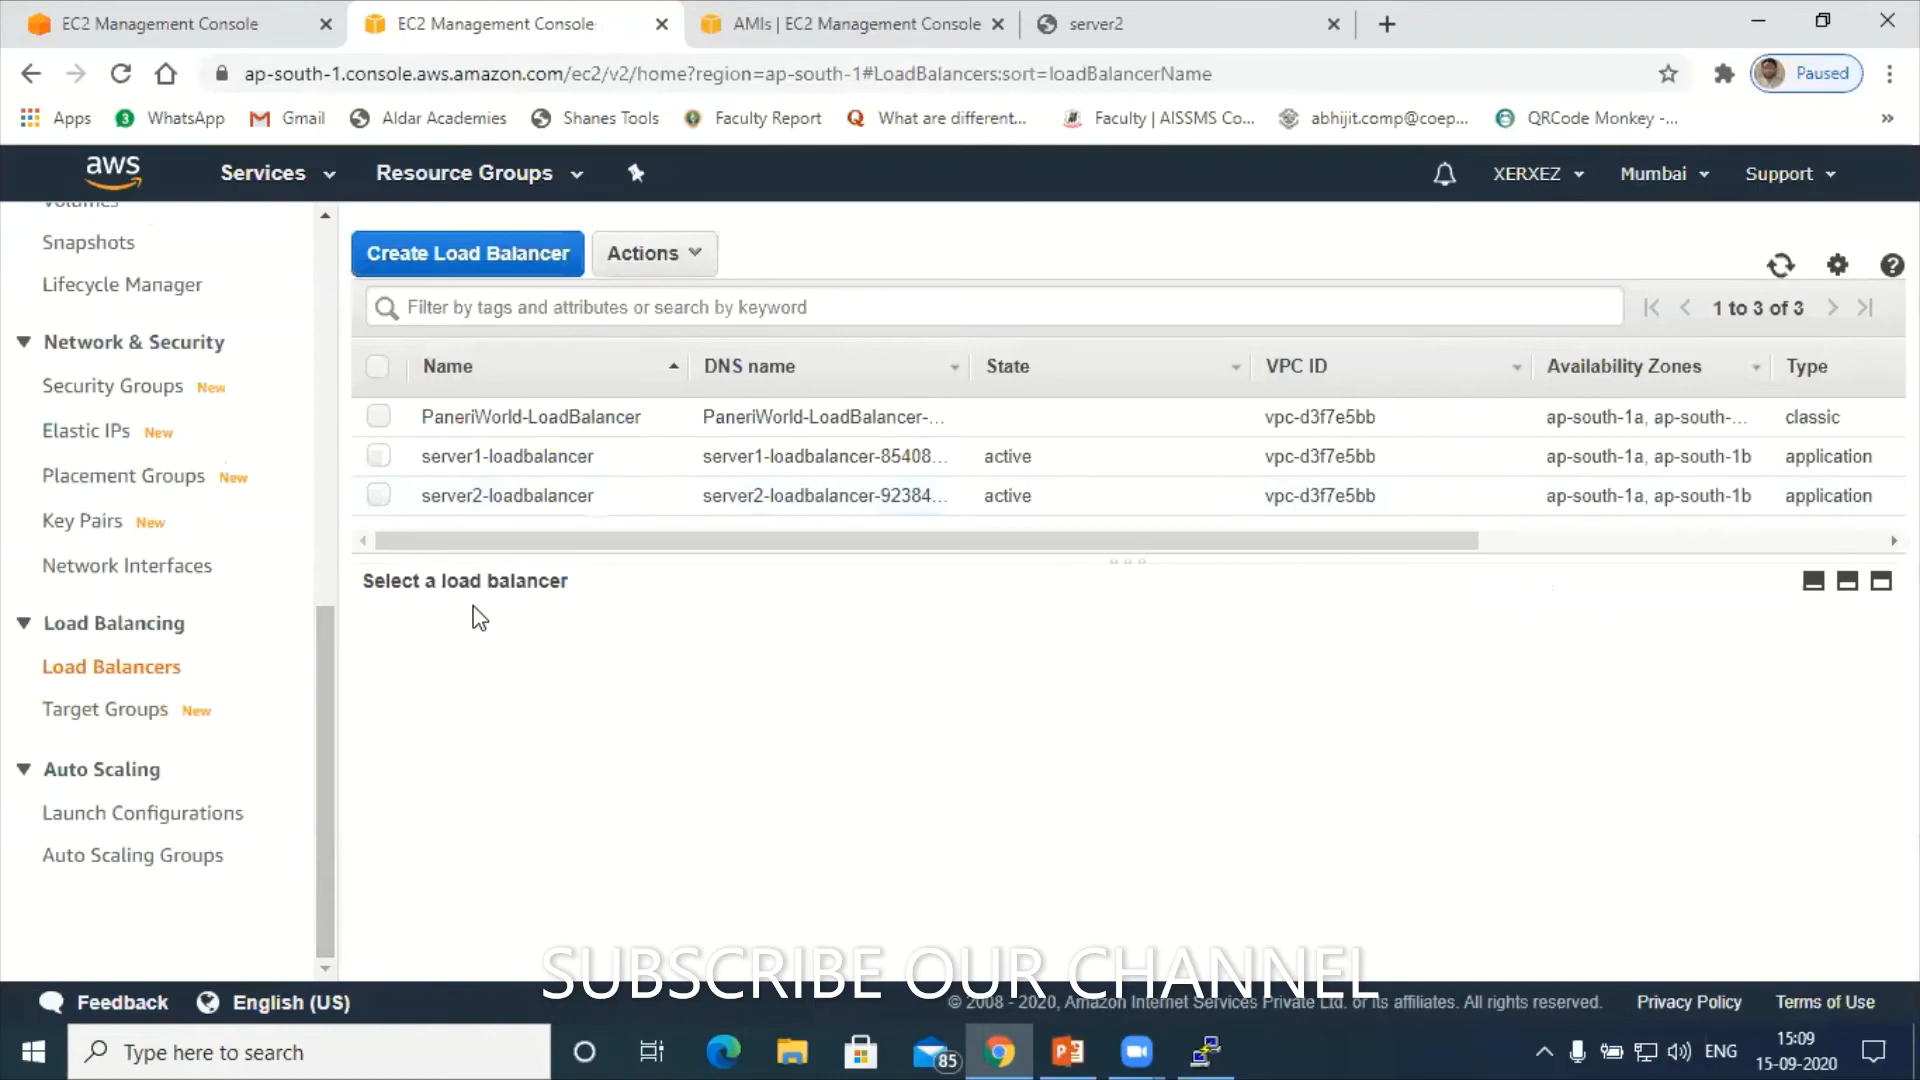 EC2 Management Console
EC2 Management Console
AMIs | EC2 Management Console
server2
ap-south-1.console.aws.amazon.com/ec2/v2/home?region=ap-south-1#LoadBalancers:sort=loadBalancerName
Paused
Apps
3
WhatsApp
Gmail
Aldar Academies
Shanes Tools
Faculty Report
What are different...
Faculty | AISSMS Co...
abhijit.comp@coep...
QRCode Monkey -...
aws
Services
Resource Groups
XERXEZ
Mumbai
Support
Volumes
Snapshots
Lifecycle Manager
Network & Security
Security Groups New
Elastic IPs New
Placement Groups New
Key Pairs New
Network Interfaces
Load Balancing
Load Balancers
Target Groups New
Auto Scaling
Launch Configurations
Auto Scaling Groups
Create Load Balancer
Actions
Filter by tags and attributes or search by keyword
1 to 3 of 3
Name DNS name State VPC ID Availability Zones Type
PaneriWorld-LoadBalancer PaneriWorld-LoadBalancer-... vpc-d3f7e5bb ap-south-1a, ap-south-... classic
server1-loadbalancer server1-loadbalancer-85408... active vpc-d3f7e5bb ap-south-1a, ap-south-1b application
server2-loadbalancer server2-loadbalancer-92384... active vpc-d3f7e5bb ap-south-1a, ap-south-1b application
Select a load balancer
SUBSCRIBE OUR CHANNEL
Feedback
English (US)
© 2008 - 2020, Amazon Internet Services Private Ltd. or its affiliates. All rights reserved.
Privacy Policy
Terms of Use
Type here to search
85
ENG
15:09
15-09-2020